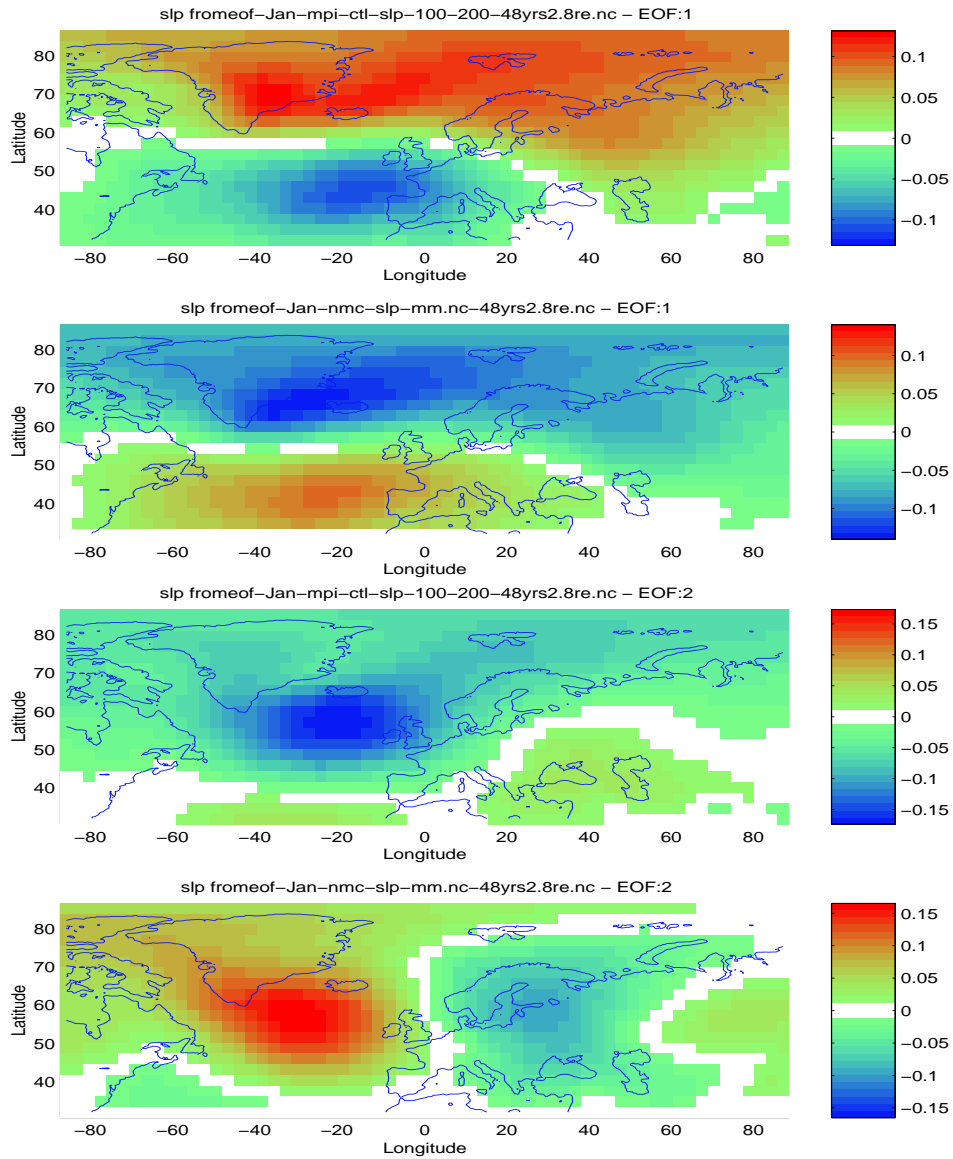 slp fromeof−Jan−mpi−ctl−slp−100−200−48yrs2.8re.nc − EOF:1
80
70
60
50
40
Latitude
−80 −60 −40 −20 0 20 40 60 80
Longitude
0.1
0.05
0
−0.05
−0.1
slp fromeof−Jan−nmc−slp−mm.nc−48yrs2.8re.nc − EOF:1
80
70
60
50
40
Latitude
−80 −60 −40 −20 0 20 40 60 80
Longitude
0.1
0.05
0
−0.05
−0.1
slp fromeof−Jan−mpi−ctl−slp−100−200−48yrs2.8re.nc − EOF:2
80
70
60
50
40
Latitude
−80 −60 −40 −20 0 20 40 60 80
Longitude
0.15
0.1
0.05
0
−0.05
−0.1
−0.15
slp fromeof−Jan−nmc−slp−mm.nc−48yrs2.8re.nc − EOF:2
80
70
60
50
40
Latitude
−80 −60 −40 −20 0 20 40 60 80
Longitude
0.15
0.1
0.05
0
−0.05
−0.1
−0.15